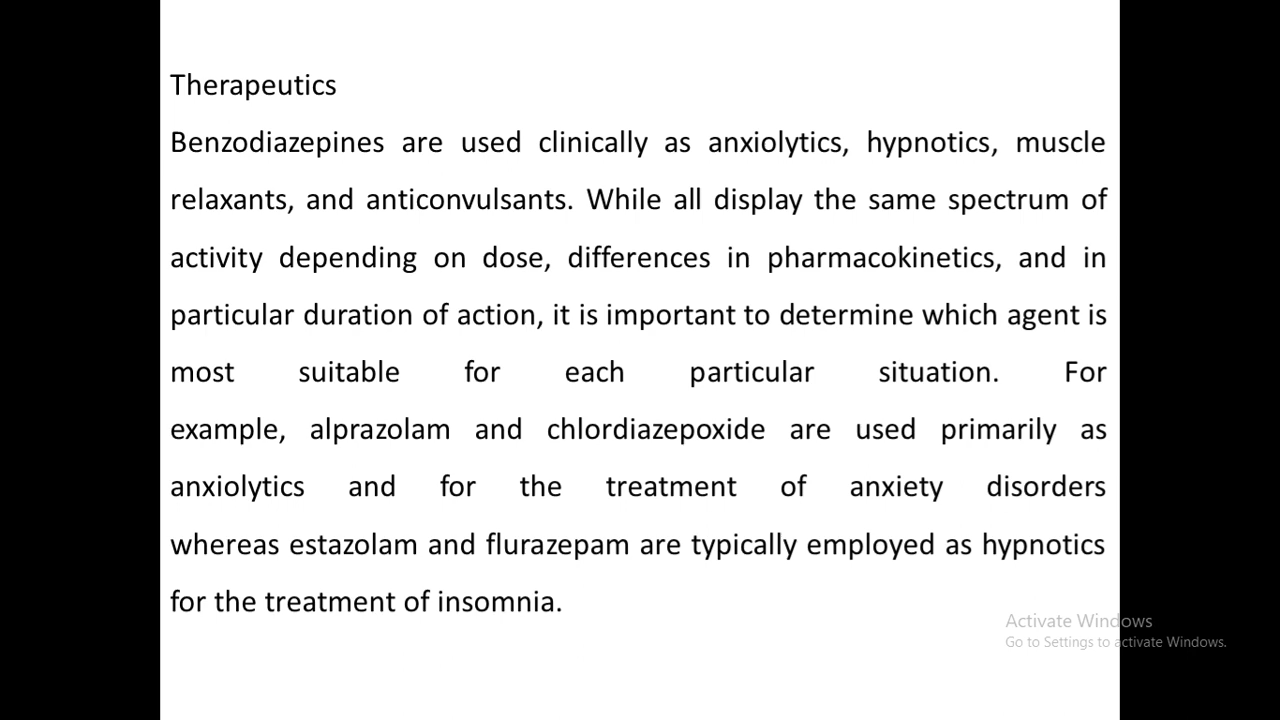 Therapeutics
Benzodiazepines are used clinically as anxiolytics, hypnotics, muscle
relaxants, and anticonvulsants. While all display the same spectrum of
activity depending on dose, differences in pharmacokinetics, and in
particular duration of action, it is important to determine which agent is
most suitable for each particular situation. For
example, alprazolam and chlordiazepoxide are used primarily as
anxiolytics and for the treatment of anxiety disorders
whereas estazolam and flurazepam are typically employed as hypnotics
for the treatment of insomnia.
Activate Windows
Go to Settings to activate Windows.